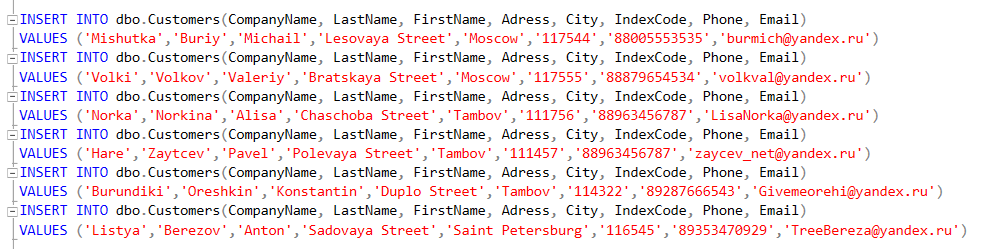 INSERT INTO dbo.Customers(CompanyName, LastName, FirstName, Adress, City, IndexCode, Phone, Email)
VALUES ('Mishutka','Buriy','Michail','Lesovaya Street','Moscow','117544','88005553535','burmich@yandex.ru')
INSERT INTO dbo.Customers(CompanyName, LastName, FirstName, Adress, City, IndexCode, Phone, Email)
VALUES ('Volki','Volkov','Valeriy','Bratskaya Street','Moscow','117555','88879654534','volkval@yandex.ru')
INSERT INTO dbo.Customers(CompanyName, LastName, FirstName, Adress, City, IndexCode, Phone, Email)
VALUES ('Norka','Norkina','Alisa','Chaschoba Street','Tambov','111756','88963456787','LisaNorka@yandex.ru')
INSERT INTO dbo.Customers(CompanyName, LastName, FirstName, Adress, City, IndexCode, Phone, Email)
VALUES ('Hare','Zaytcev','Pavel','Polevaya Street','Tambov','111457','88963456787','zaycev_net@yandex.ru')
INSERT INTO dbo.Customers(CompanyName, LastName, FirstName, Adress, City, IndexCode, Phone, Email)
VALUES ('Burundiki','Oreshkin','Konstantin','Duplo Street','Tambov','114322','89287666543','Givemeorehi@yandex.ru')
INSERT INTO dbo.Customers(CompanyName, LastName, FirstName, Adress, City, IndexCode, Phone, Email)
VALUES ('Listya','Berezov','Anton','Sadovaya Street','Saint Petersburg','116545','89353470929','TreeBereza@yandex.ru')